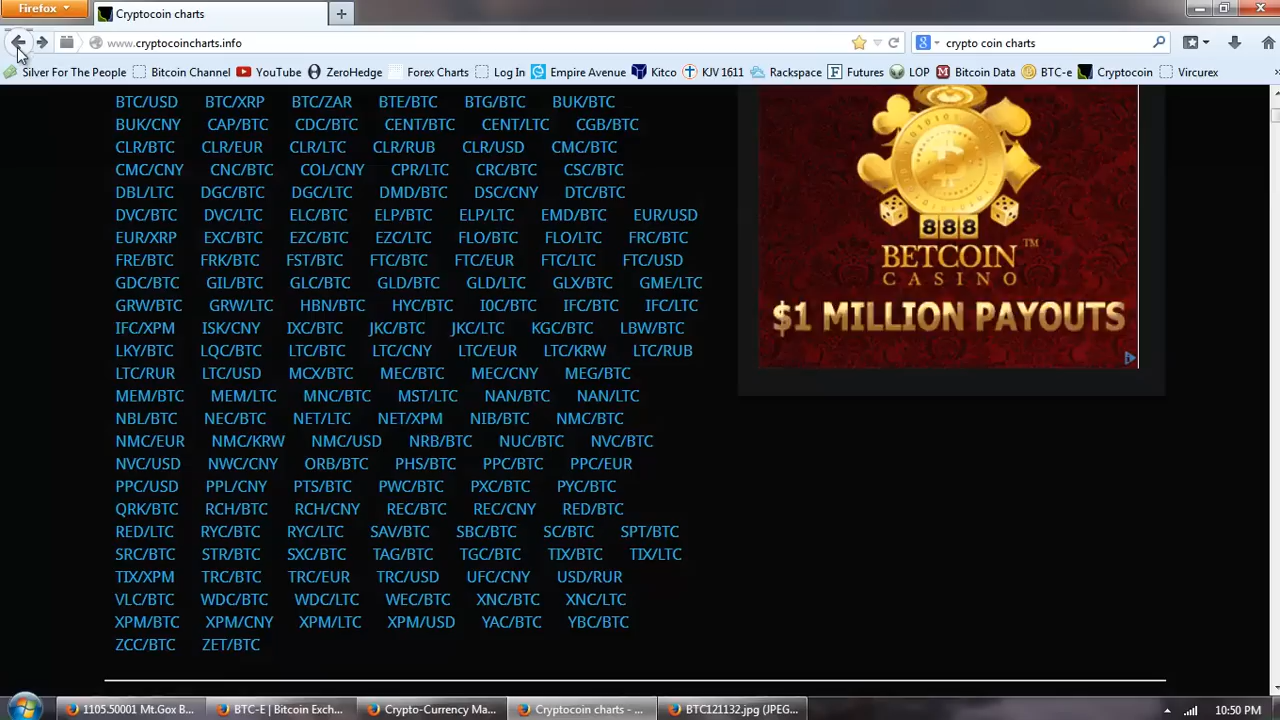 Firefox
Cryptocoin charts
www.cryptocoincharts.info
crypto coin charts
Silver For The People Bitcoin Channel YouTube ZeroHedge Forex Charts Log In Empire Avenue Kitco KJV 1611 Rackspace Futures LOP Bitcoin Data BTC-e Cryptocoin Vircurex
BTC/USD BTC/XRP BTC/ZAR BTE/BTC BTG/BTC BUK/BTC
BUK/CNY CAP/BTC CDC/BTC CENT/BTC CENT/LTC CGB/BTC
CLR/BTC CLR/EUR CLR/LTC CLR/RUB CLR/USD CMC/BTC
CMC/CNY CNC/BTC COL/CNY CPR/LTC CRC/BTC CSC/BTC
DBL/LTC DGC/BTC DGC/LTC DMD/BTC DSC/CNY DTC/BTC
DVC/BTC DVC/LTC ELC/BTC ELP/BTC ELP/LTC EMD/BTC EUR/USD
EUR/XRP EXC/BTC EZC/BTC EZC/LTC FLO/BTC FLO/LTC FRC/BTC
FRE/BTC FRK/BTC FST/BTC FTC/BTC FTC/EUR FTC/LTC FTC/USD
GDC/BTC GIL/BTC GLC/BTC GLD/BTC GLD/LTC GLX/BTC GME/LTC
GRW/BTC GRW/LTC HBN/BTC HYC/BTC I0C/BTC IFC/BTC IFC/LTC
IFC/XPM ISK/CNY IXC/BTC JKC/BTC JKC/LTC KGC/BTC LBW/BTC
LKY/BTC LQC/BTC LTC/BTC LTC/CNY LTC/EUR LTC/KRW LTC/RUB
LTC/RUR LTC/USD MCX/BTC MEC/BTC MEC/CNY MEG/BTC
MEM/BTC MEM/LTC MNC/BTC MST/LTC NAN/BTC NAN/LTC
NBL/BTC NEC/BTC NET/LTC NET/XPM NIB/BTC NMC/BTC
NMC/EUR NMC/KRW NMC/USD NRB/BTC NUC/BTC NVC/BTC
NVC/USD NWC/CNY ORB/BTC PHS/BTC PPC/BTC PPC/EUR
PPC/USD PPL/CNY PTS/BTC PWC/BTC PXC/BTC PYC/BTC
QRK/BTC RCH/BTC RCH/CNY REC/BTC REC/CNY RED/BTC
RED/LTC RYC/BTC RYC/LTC SAV/BTC SBC/BTC SC/BTC SPT/BTC
SRC/BTC STR/BTC SXC/BTC TAG/BTC TGC/BTC TIX/BTC TIX/LTC
TIX/XPM TRC/BTC TRC/EUR TRC/USD UFC/CNY USD/RUR
VLC/BTC WDC/BTC WDC/LTC WEC/BTC XNC/BTC XNC/LTC
XPM/BTC XPM/CNY XPM/LTC XPM/USD YAC/BTC YBC/BTC
ZCC/BTC ZET/BTC
888
BETCOIN™
CASINO
$1 MILLION PAYOUTS
1105.50001 Mt.Gox B... BTC-E | Bitcoin Exch... Crypto-Currency Ma... Cryptocoin charts - ... BTC121132.jpg (JPEG... 10:50 PM